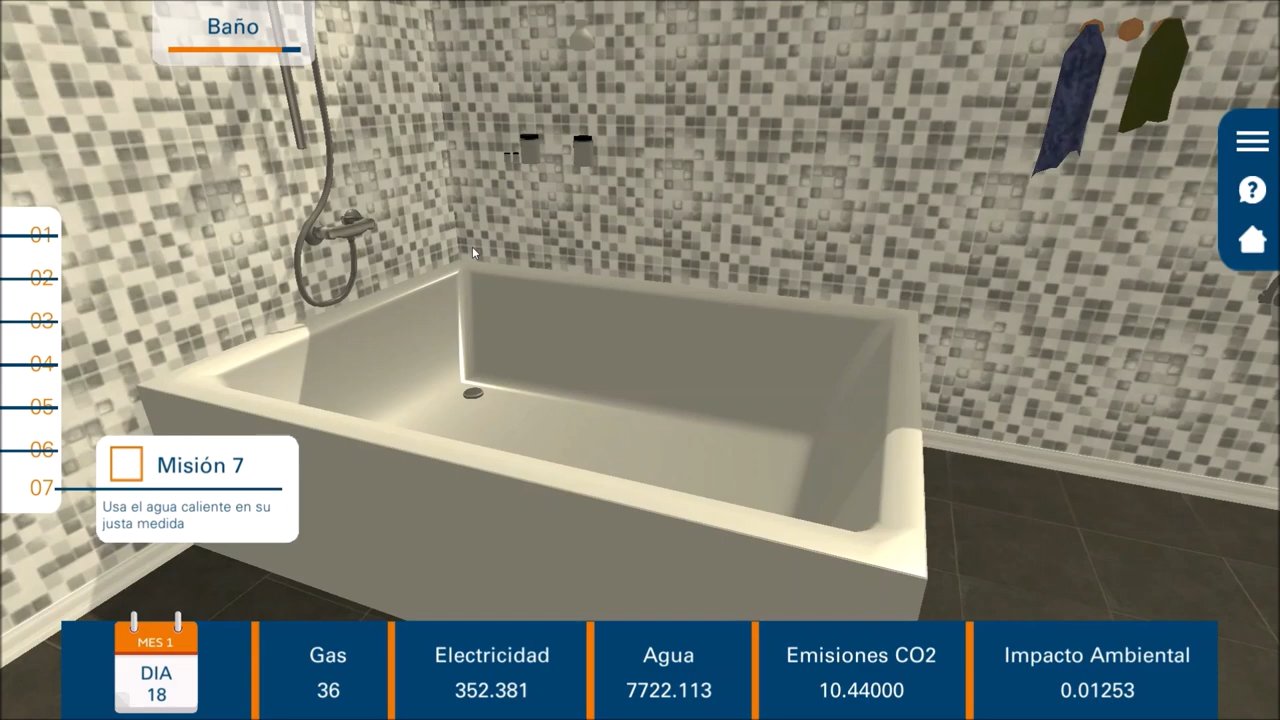 Baño
01
02
03
04
05
06
07
Misión 7
Usa el agua caliente en su
justa medida
MES 1
DIA
18
Gas
36
Electricidad
352.381
Agua
7722.113
Emisiones CO2
10.44000
Impacto Ambiental
0.01253